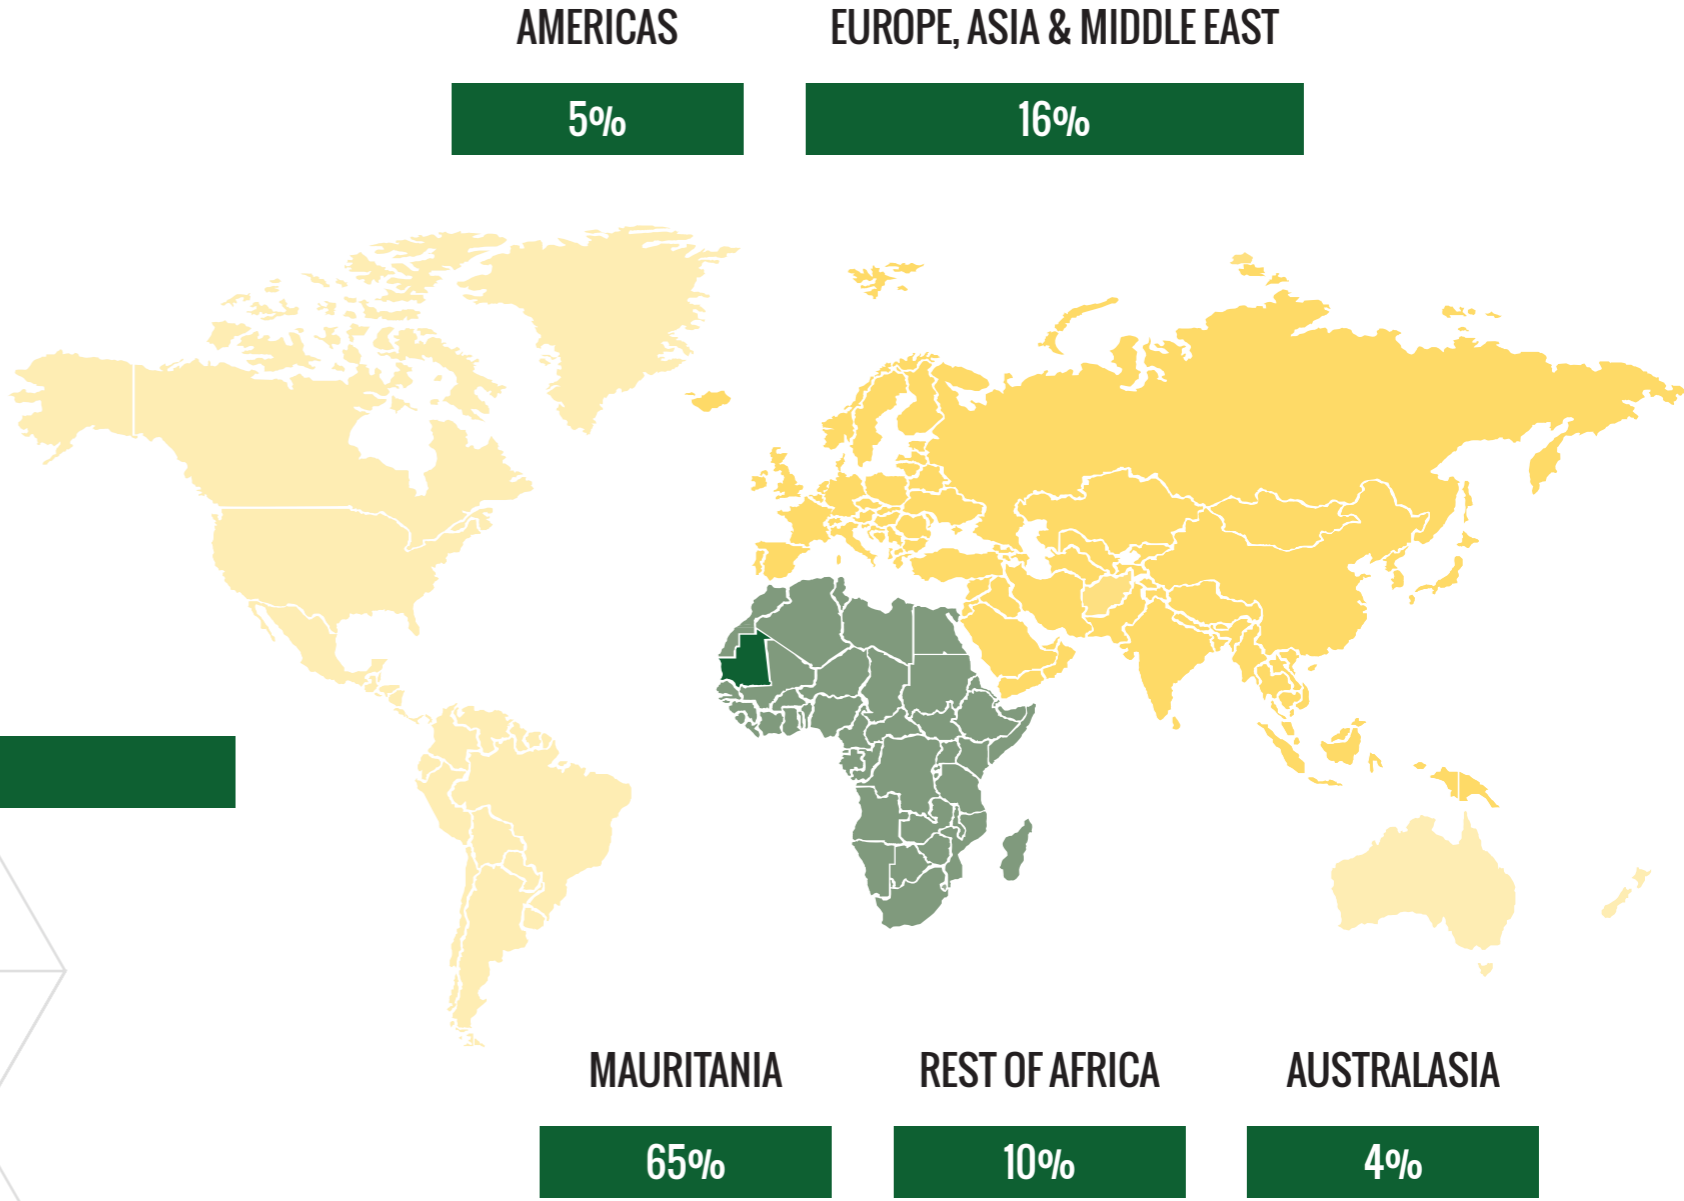 AMERICAS
5%
EUROPE, ASIA & MIDDLE EAST
16%
MAURITANIA
65%
REST OF AFRICA
10%
AUSTRALASIA
4%